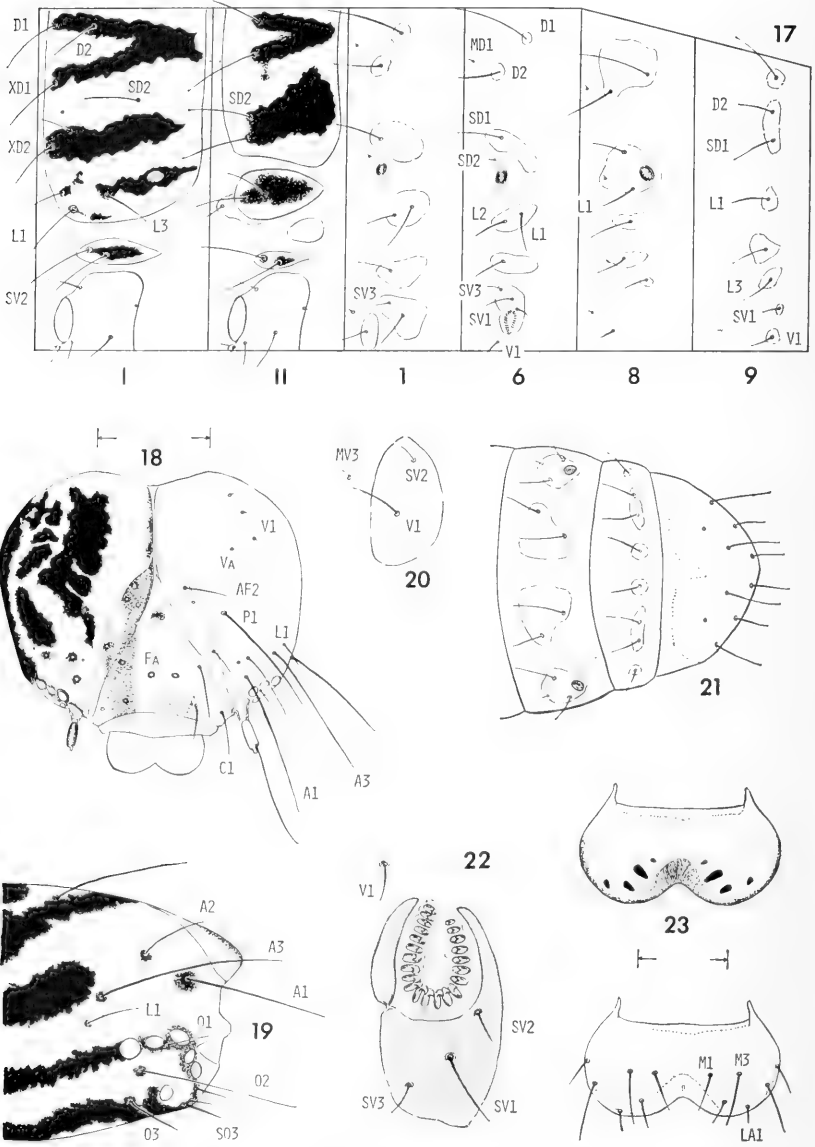 17
D1
D2
XD1
SD2
XD2
L1
L3
SV2
SD2
SV3
D1
MD1
D2
SD1
SD2
L2
L1
SV3
SV1
V1
L1
D2
SD1
L1
L3
SV1
V1
I
II
1
6
8
9
18
V1
VA
AF2
P1
L1
FA
C1
A1
A3
MV3
SV2
V1
20
21
19
A2
A3
A1
L1
O1
O2
O3
SO3
22
V1
SV2
SV3
SV1
23
M1
M3
LA1